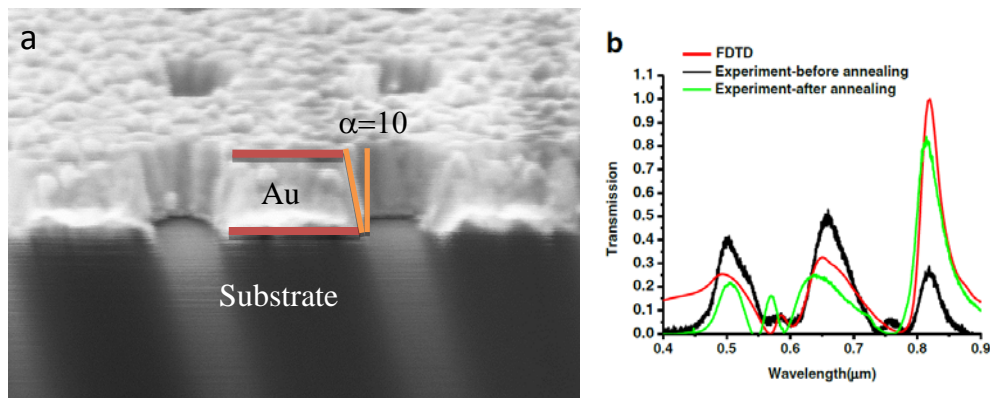 a
α=10
Au
Substrate
b
FDTD
Experiment-before annealing
Experiment-after annealing
1.1
1.0
0.9
0.8
0.7
0.6
0.5
0.4
0.3
0.2
0.1
0.0
Transmission
0.4 0.5 0.6 0.7 0.8 0.9
Wavelength(μm)